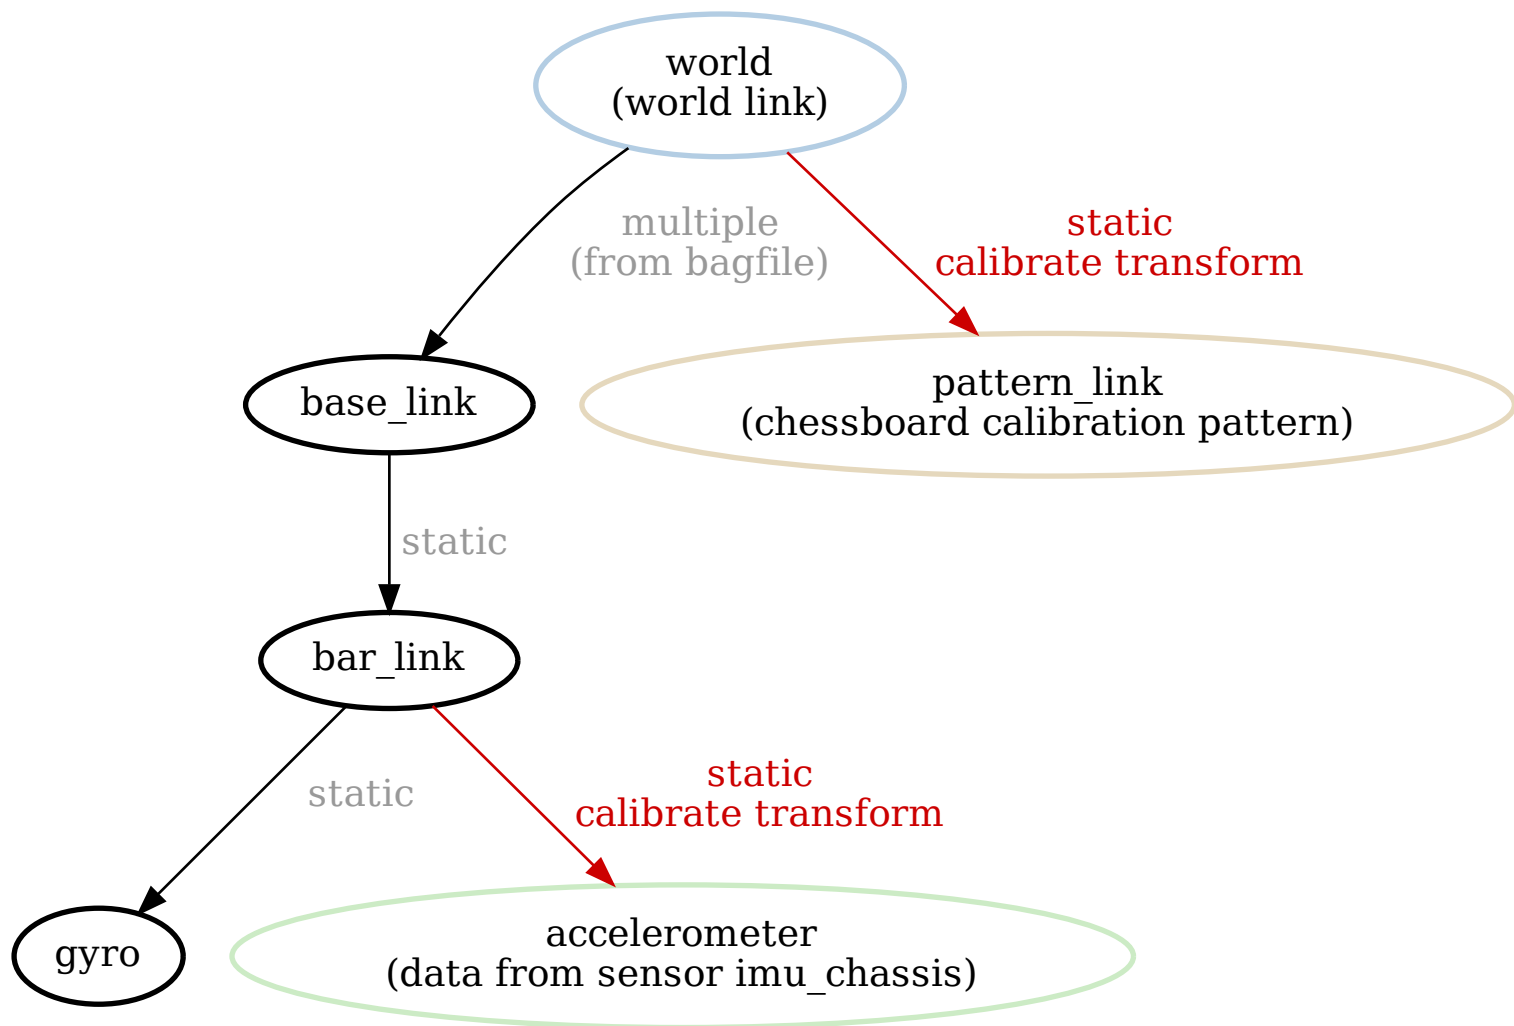 world
(world link)
multiple
(from bagfile)
static
calibrate transform
base_link
pattern_link
(chessboard calibration pattern)
static
bar_link
static
static
calibrate transform
gyro
accelerometer
(data from sensor imu_chassis)